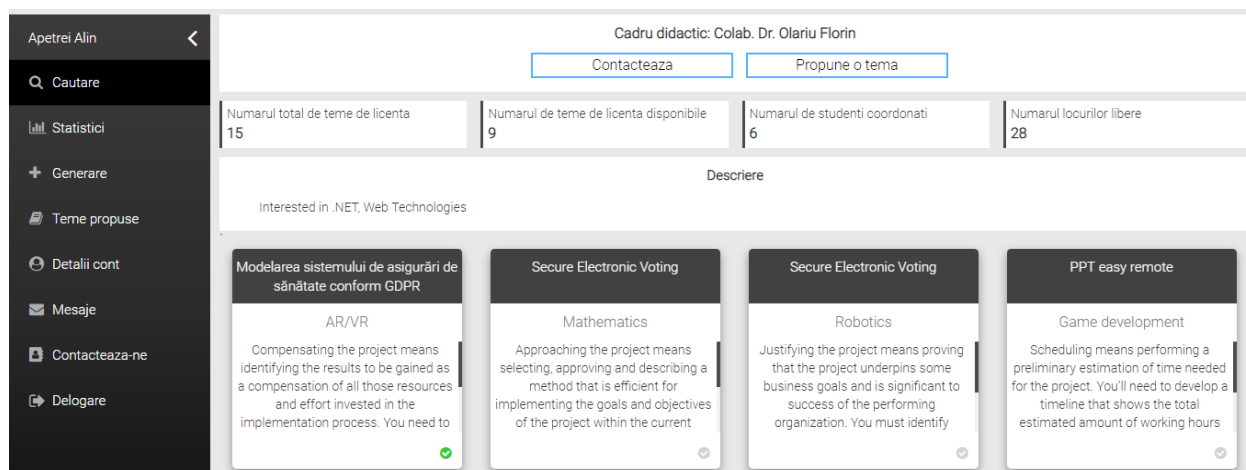 Apetrei Alin
Cautare
Statistici
Generare
Teme propuse
Detalii cont
Mesaje
Contacteaza-ne
Delogare
Cadru didactic: Colab. Dr. Olariu Florin
Contacteaza
Propune o tema
Numarul total de teme de licenta
15
Numarul de teme de licenta disponibile
9
Numarul de studenti coordonati
6
Numarul locurilor libere
28
Descriere
Interested in .NET, Web Technologies
Modelarea sistemului de asigurări de
sănătate conform GDPR
AR/VR
Compensating the project means
identifying the results to be gained as
a compensation of all those resources
and effort invested in the
implementation process. You need to
Secure Electronic Voting
Mathematics
Approaching the project means
selecting, approving and describing a
method that is efficient for
implementing the goals and objectives
of the project within the current
Secure Electronic Voting
Robotics
Justifying the project means proving
that the project underpins some
business goals and is significant to
success of the performing
organization. You must identify
PPT easy remote
Game development
Scheduling means performing a
preliminary estimation of time needed
for the project. You'll need to develop a
timeline that shows the total
estimated amount of working hours